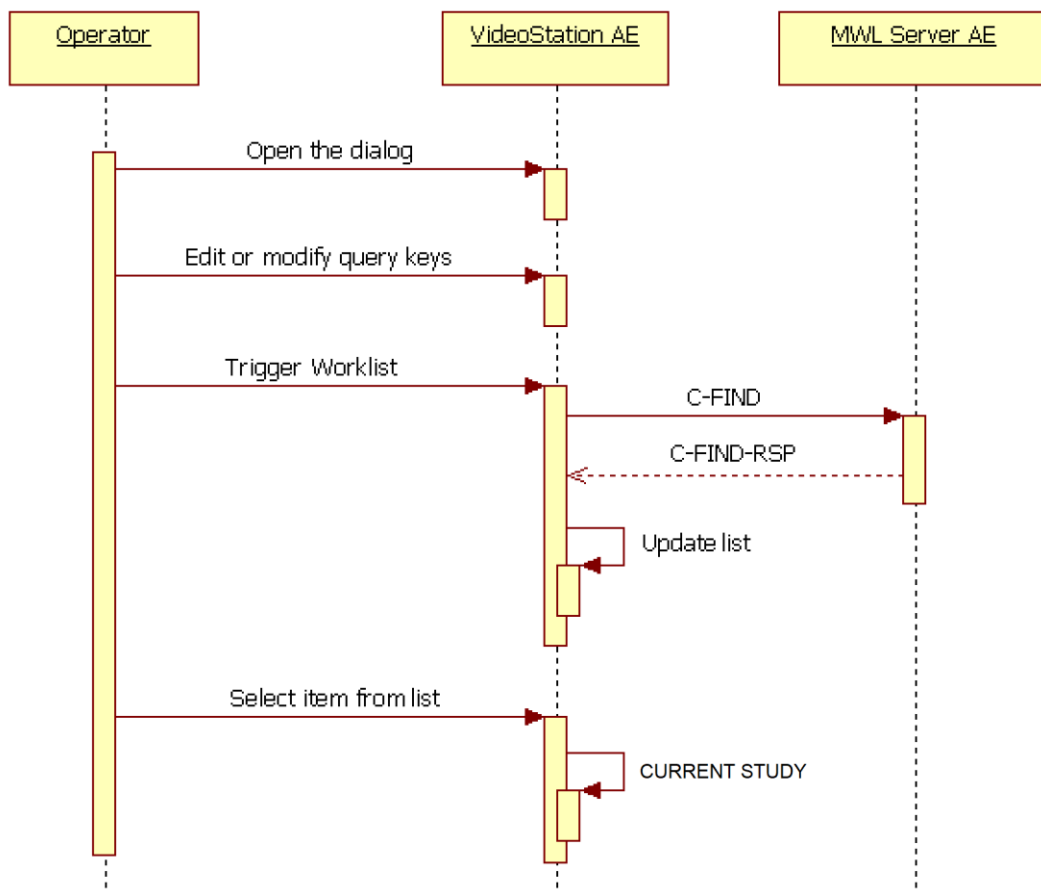 Operator
VideoStation AE
MWL Server AE
Open the dialog
Edit or modify query keys
Trigger Worklist
C-FIND
C-FIND-RSP
Update list
Select item from list
CURRENT STUDY